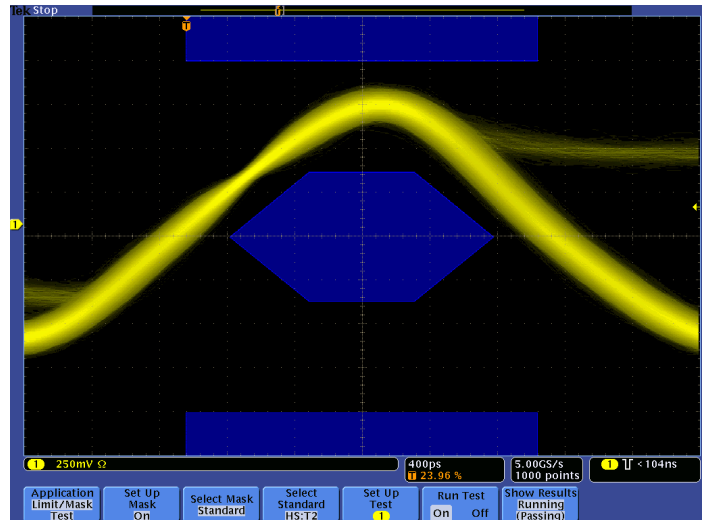 Tek Stop
T
T
1
1 250mV Ω
400ps
T 23.96 %
5.00GS/s
1000 points
1 <104ns
Application
Limit/Mask
Test
Set Up
Mask
On
Select Mask
Standard
Select
Standard
HS:T2
Set Up
Test
1
Run Test
On Off
Show Results
Running
(Passing)